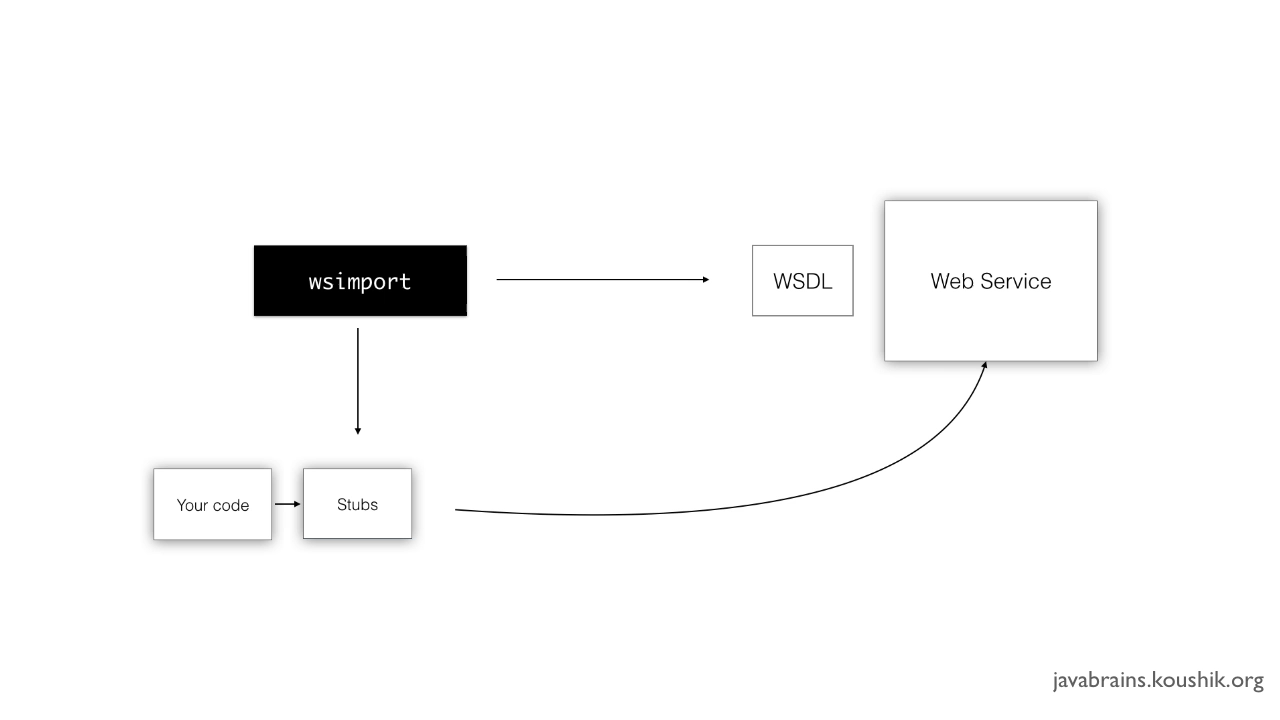 wsimport
WSDL
Web Service
Your code
Stubs
javabrains.koushik.org